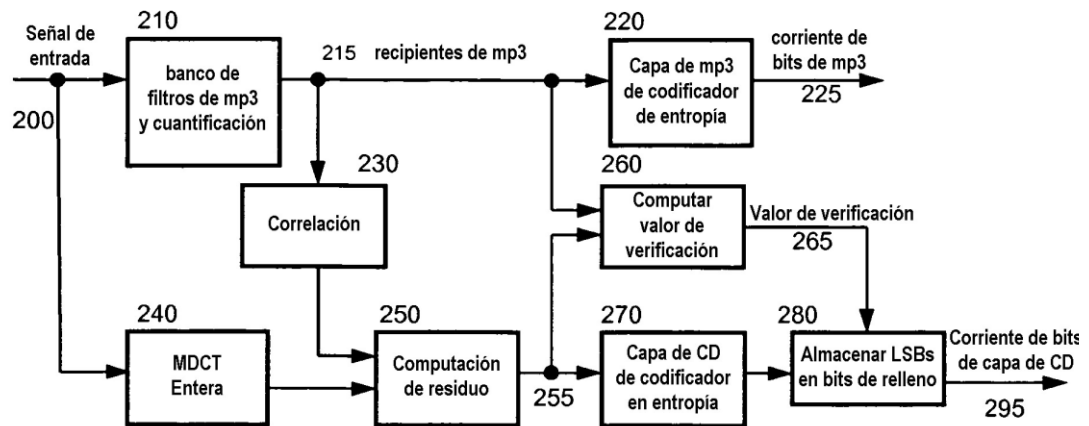 Señal de
entrada
200
210
banco de
filtros de mp3
y cuantificación
215
recipientes de mp3
220
Capa de mp3
de codificador
de entropía
corriente de
bits de mp3
225
230
Correlación
260
Computar
valor de
verificación
Valor de verificación
265
240
MDCT
Entera
250
Computación
de residuo
255
270
Capa de CD
de codificador
en entropía
280
Almacenar LSBs
en bits de relleno
Corriente de bits
de capa de CD
295